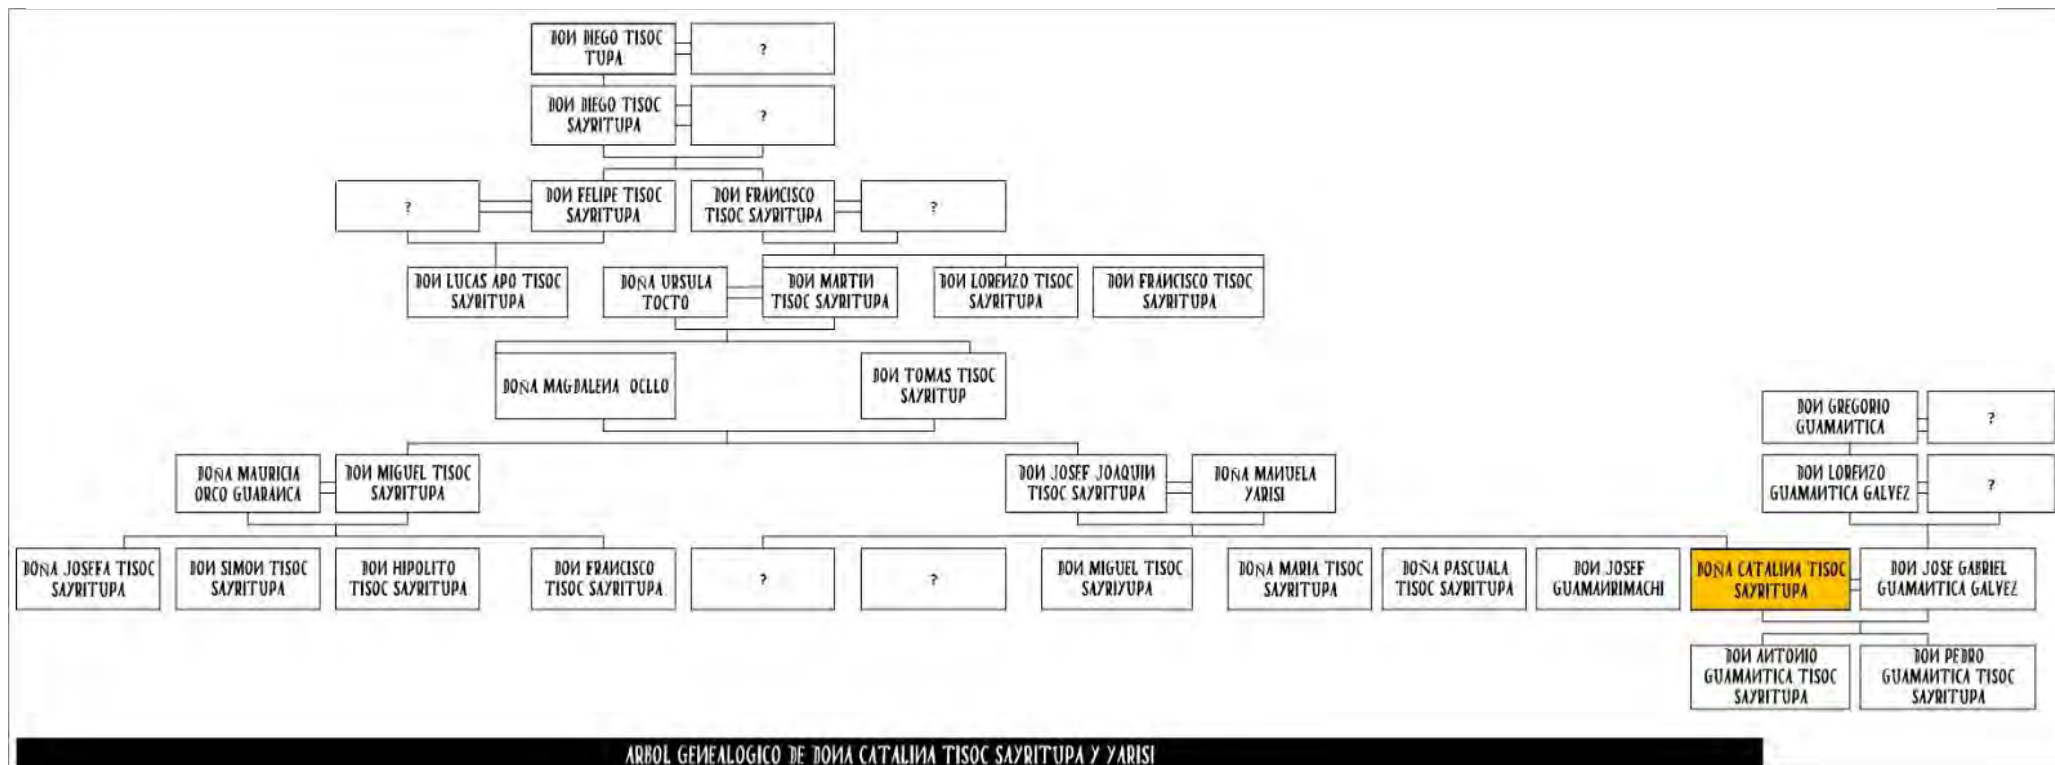 DON DIEGO TISOC
TUPA
?
DON DIEGO TISOC
SAYRITUPA
?
?
DON FELIPE TISOC
SAYRITUPA
DON FRANCISCO
TISOC SAYRITUPA
?
DON LUCAS APO TISOC
SAYRITUPA
DOÑA URSULA
TOCTO
DON MARTIN
TISOC SAYRITUPA
DON LORENZO TISOC
SAYRITUPA
DON FRANCISCO TISOC
SAYRITUPA
DOÑA MAGDALENA OCLLO
DON TOMAS TISOC
SAYRITUP
DON GREGORIO
GUAMANTICA
?
DOÑA MAURICIA
ORCO GUARANCA
DON MIGUEL TISOC
SAYRITUPA
DON JOSEF JOAQUIN
TISOC SAYRITUPA
DOÑA MANUELA
YARISI
DON LORENZO
GUAMANTICA GALVEZ
?
DOÑA JOSEFA TISOC
SAYRITUPA
DON SIMON TISOC
SAYRITUPA
DON HIPOLITO
TISOC SAYRITUPA
DON FRANCISCO
TISOC SAYRITUPA
?
?
DON MIGUEL TISOC
SAYRIYUPA
DOÑA MARIA TISOC
SAYRITUPA
DOÑA PASCUALA
TISOC SAYRITUPA
DON JOSEF
GUAMANRIMACHI
DOÑA CATALINA TISOC
SAYRITUPA
DON JOSE GABRIEL
GUAMANTICA GALVEZ
DON ANTONIO
GUAMANTICA TISOC
SAYRITUPA
DON PEDRO
GUAMANTICA TISOC
SAYRITUPA
ARBOL GENEALOGICO DE DONA CATALINA TISOC SAYRITUPA Y YARISI